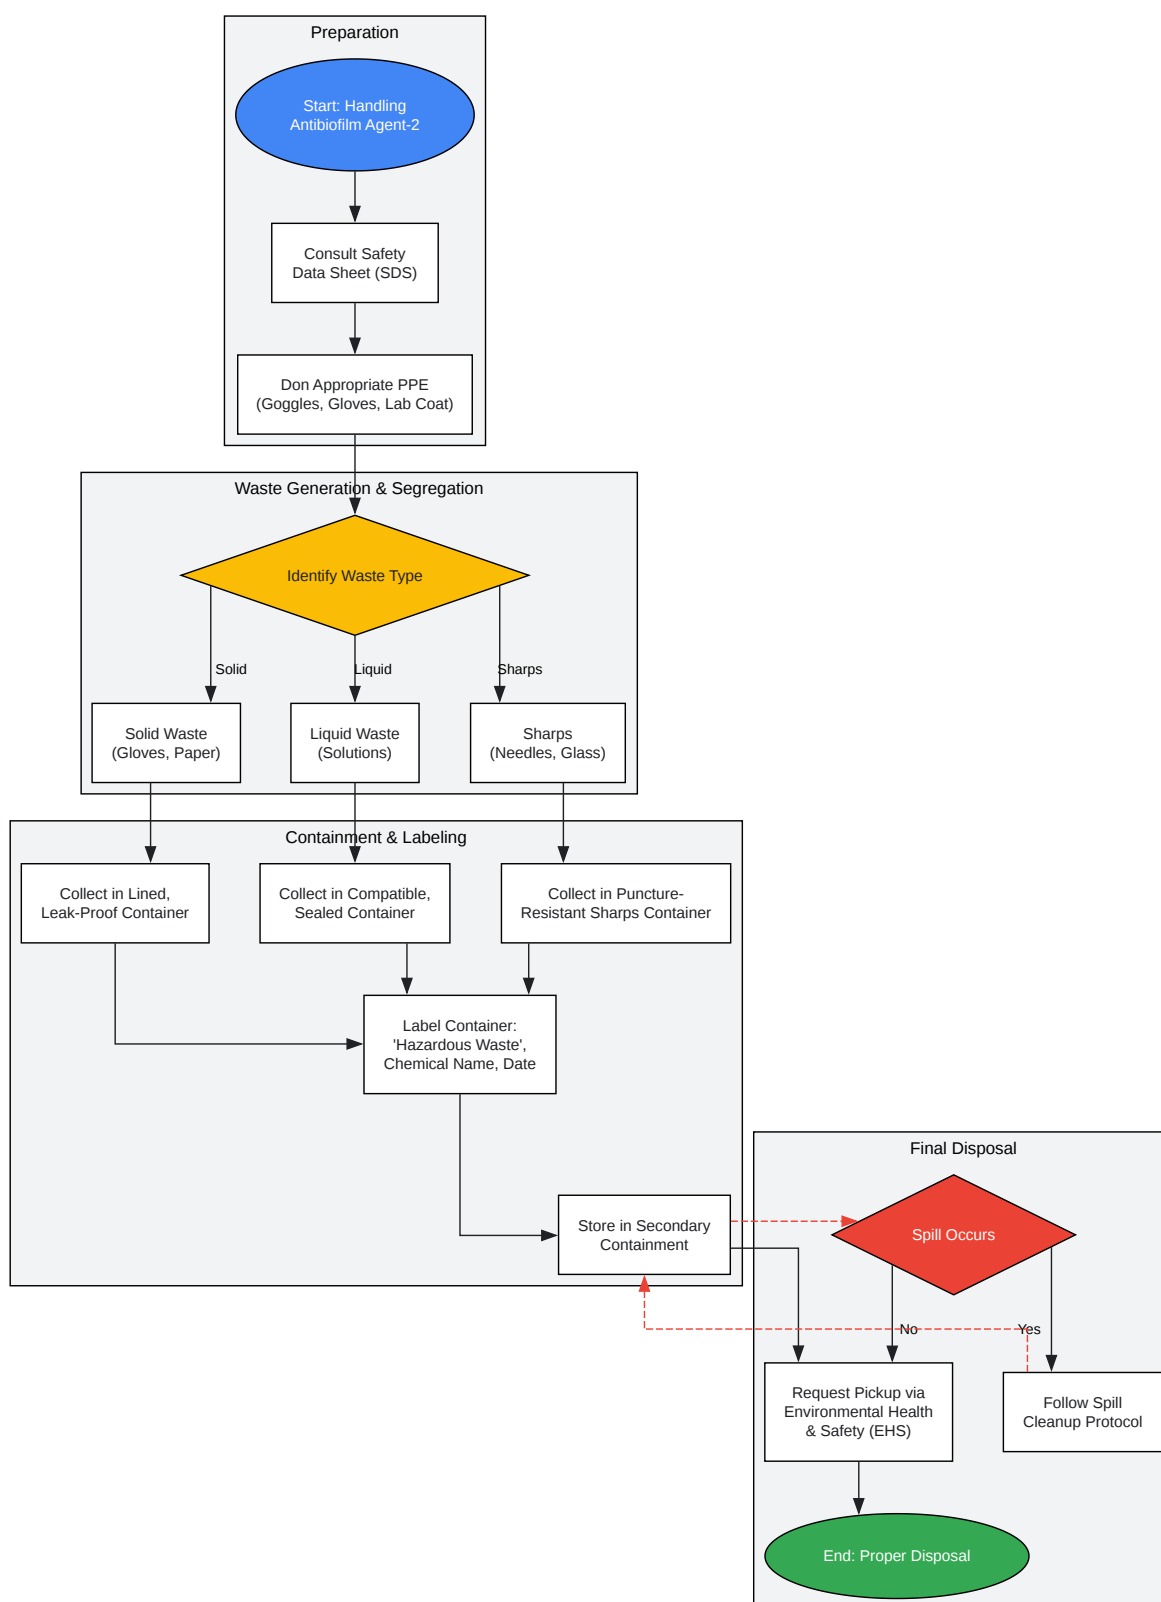 Preparation
Start: Handling
Antibiofilm Agent-2
Consult Safety
Data Sheet (SDS)
Don Appropriate PPE
(Goggles, Gloves, Lab Coat)
Waste Generation & Segregation
Identify Waste Type
Solid
Liquid
Sharps
Solid Waste
(Gloves, Paper)
Liquid Waste
(Solutions)
Sharps
(Needles, Glass)
Containment & Labeling
Collect in Lined,
Leak-Proof Container
Collect in Compatible,
Sealed Container
Collect in Puncture-
Resistant Sharps Container
Label Container:
'Hazardous Waste',
Chemical Name, Date
Store in Secondary
Containment
Final Disposal
Spill Occurs
No
Yes
Request Pickup via
Environmental Health
& Safety (EHS)
Follow Spill
Cleanup Protocol
End: Proper Disposal